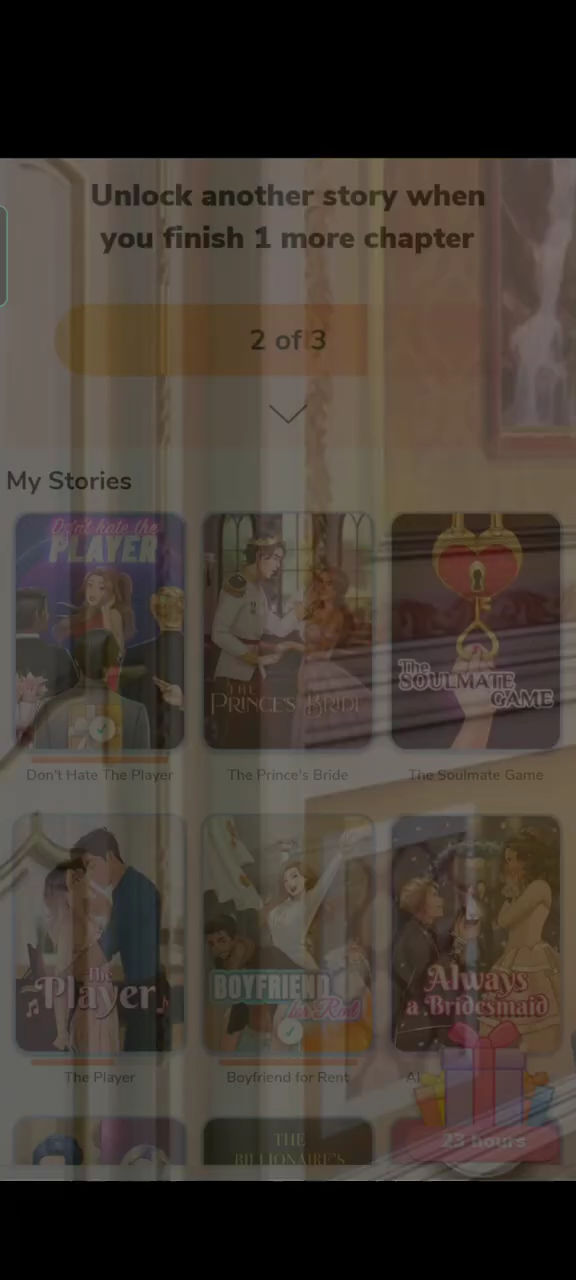 Unlock another story when
you finish 1 more chapter
2 of 3
My Stories
Don't hate the
PLAYER
THE
PRINCE'S BRIDE
The
SOULMATE
GAME
Don't Hate The Player
The Prince's Bride
The Soulmate Game
The
Player
BOYFRIEND
for Rent
Always
a Bridesmaid
The Player
Boyfriend for Rent
Al
23 hours
THE
BILLIONAIRE'S